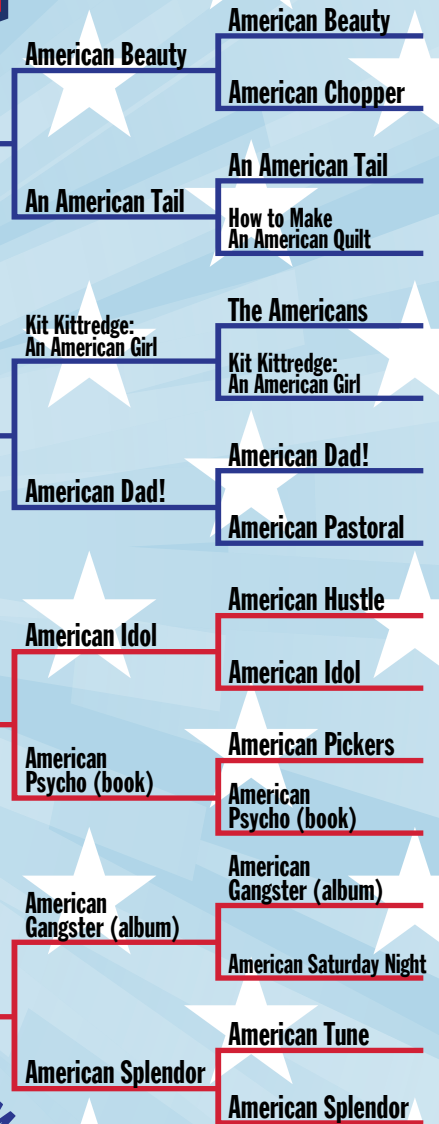 American Beauty
American Chopper
American Beauty
An American Tail
An American Tail
How to Make
An American Quilt
The Americans
Kit Kittredge:
An American Girl
Kit Kittredge:
An American Girl
American Dad!
American Dad!
American Pastoral
American Hustle
American Idol
American Idol
American Pickers
American
Psycho (book)
American
Psycho (book)
American
Gangster (album)
American
Gangster (album)
American Saturday Night
American Tune
American Splendor
American Splendor